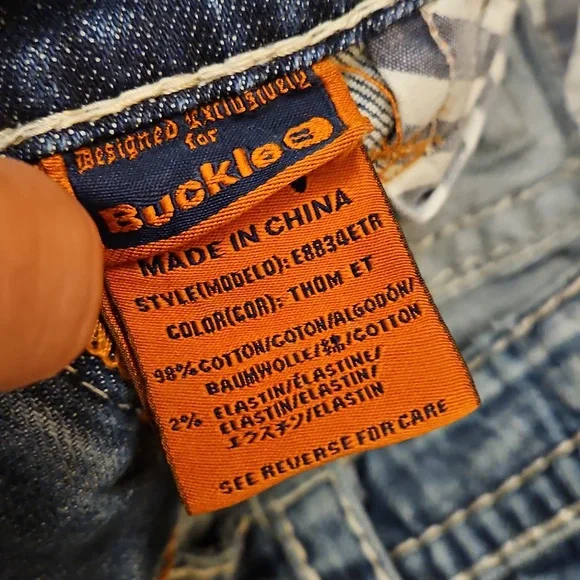 Designed Exclusively
for
Buckle
MADE IN CHINA
STYLE(MODELO): E8834ETR
COLOR(COR): THOM ET
98% COTTON/COTON/ALGODÓN/
BAUMWOLLE/綿/COTTON
2% ELASTIN/ÉLASTINE/
ELASTIN/ELASTIN/
エラスチン/ELASTIN
SEE REVERSE FOR CARE